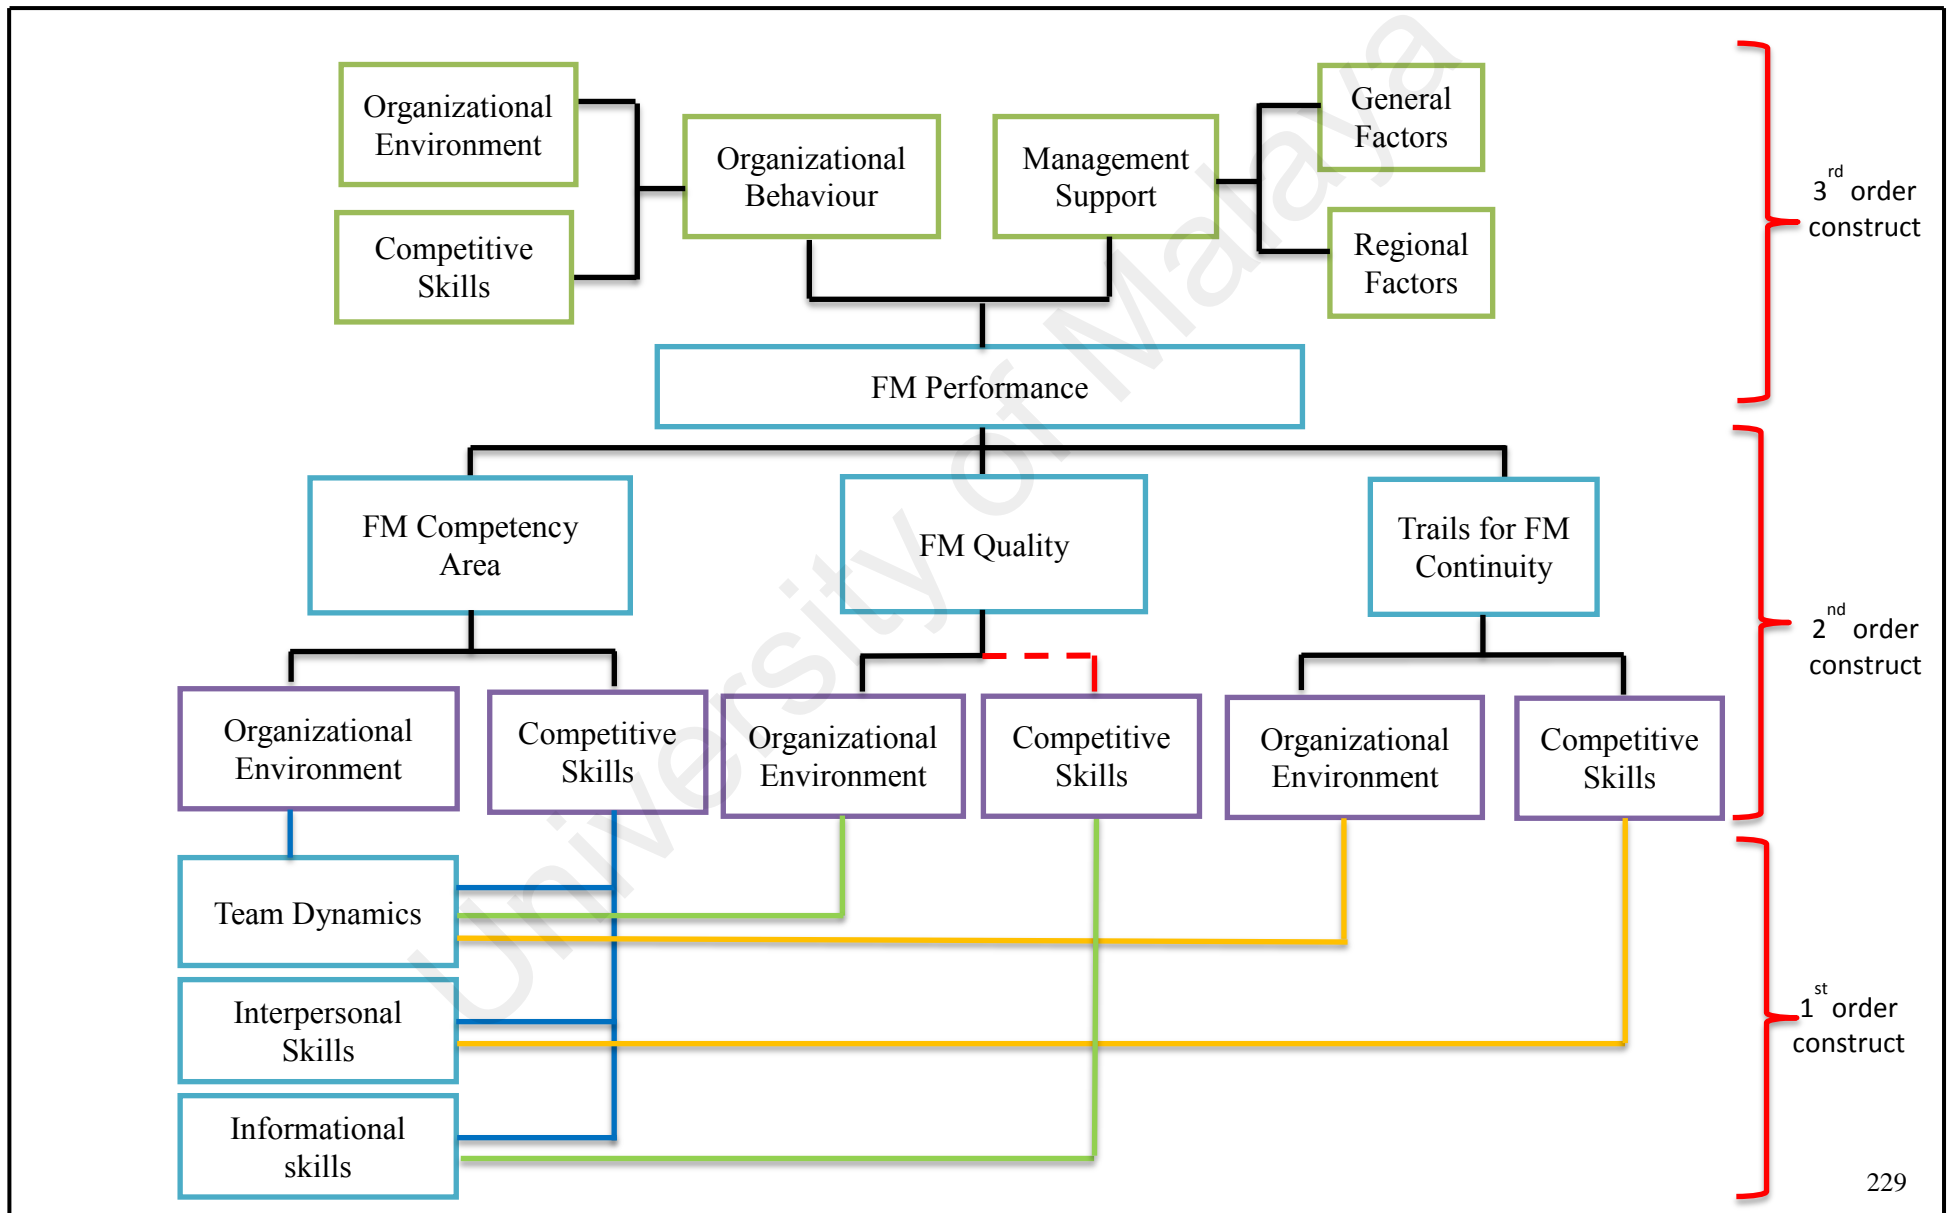 Organizational
Environment
Competitive
Skills
Organizational
Behaviour
Management
Support
General
Factors
Regional
Factors
3rd order
construct
FM Performance
FM Competency
Area
FM Quality
Trails for FM
Continuity
2nd order
construct
Organizational
Environment
Competitive
Skills
Organizational
Environment
Competitive
Skills
Organizational
Environment
Competitive
Skills
Team Dynamics
Interpersonal
Skills
Informational
skills
1st order
construct
University of Malaya
229